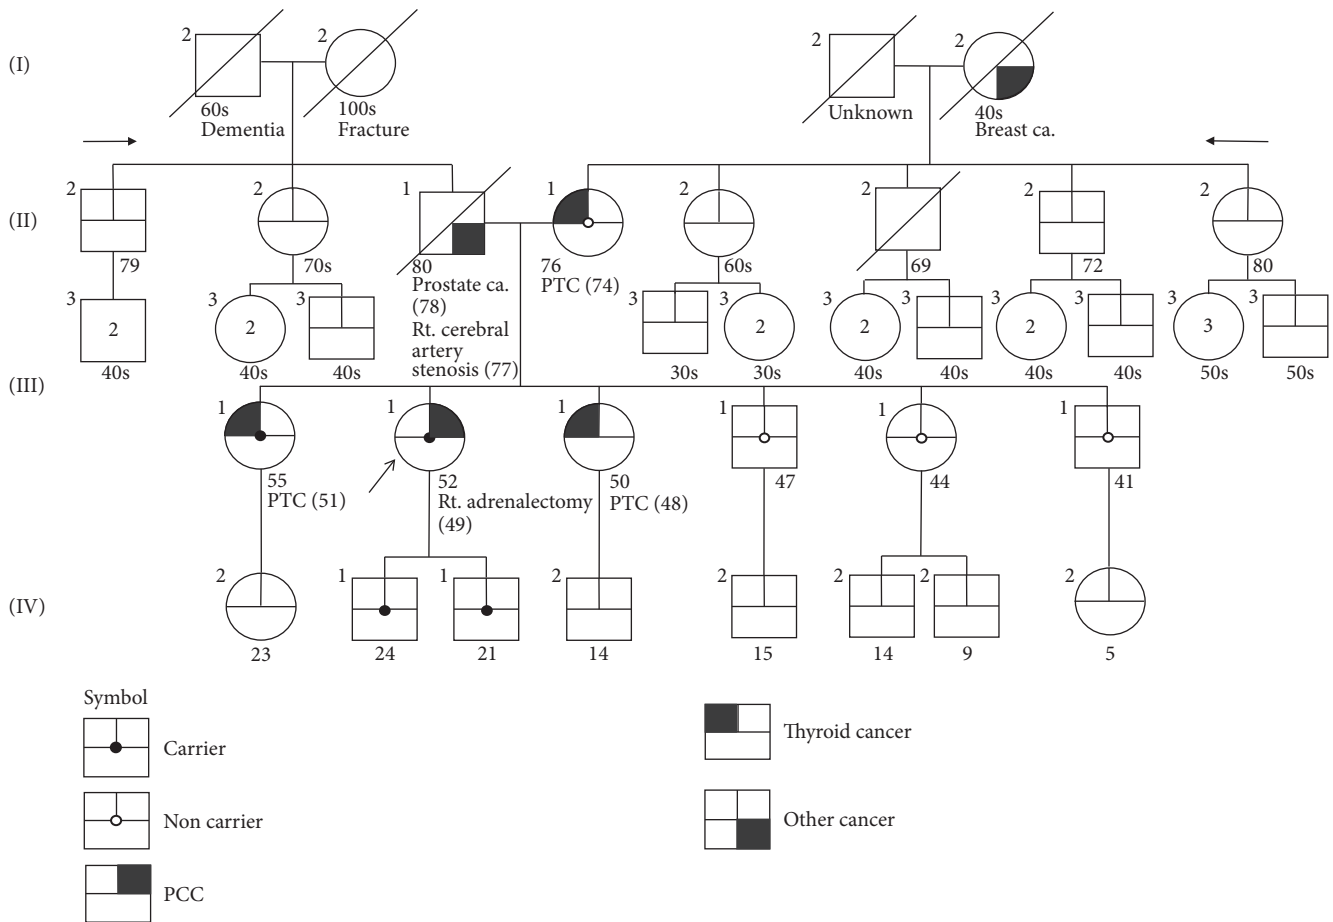 (I)
2 2 2 2
60s 100s Unknown 40s
Dementia Fracture Breast ca.
(II)
2 2 1 1 2 2 2 2
79 70s 80 76 60s 69 72 80
Prostate ca. PTC (74)
(78)
Rt. cerebral
artery
stenosis (77)
3 3 3 3 3 3 3 3 3 3 3
2 2 2 2 2 3
40s 40s 40s 30s 30s 40s 40s 40s 40s 50s 50s
(III)
1 1 1 1 1 1
55 52 50 47 44 41
PTC (51) Rt. adrenalectomy PTC (48)
(49)
(IV)
2 1 1 2 2 2 2 2
23 24 21 14 15 14 9 5
Symbol
Carrier
Non carrier
PCC
Thyroid cancer
Other cancer